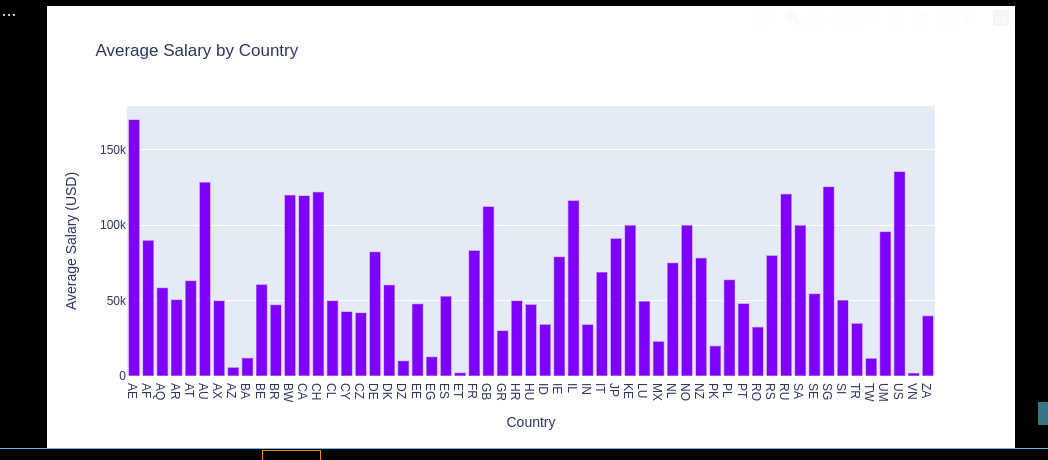 ...
Average Salary by Country
Average Salary (USD)
150k
100k
50k
0
AE AF AQ AR AT AU AX AZ BA BE BR BW CA CH CL CY CZ DE DK DZ EE EG ES ET FR GB GR HR HU ID IE IL IN IT JP KE LU MX NL NO NZ PK PL PT RO RS RU SA SE SG SI TR TW UM US VN ZA
Country